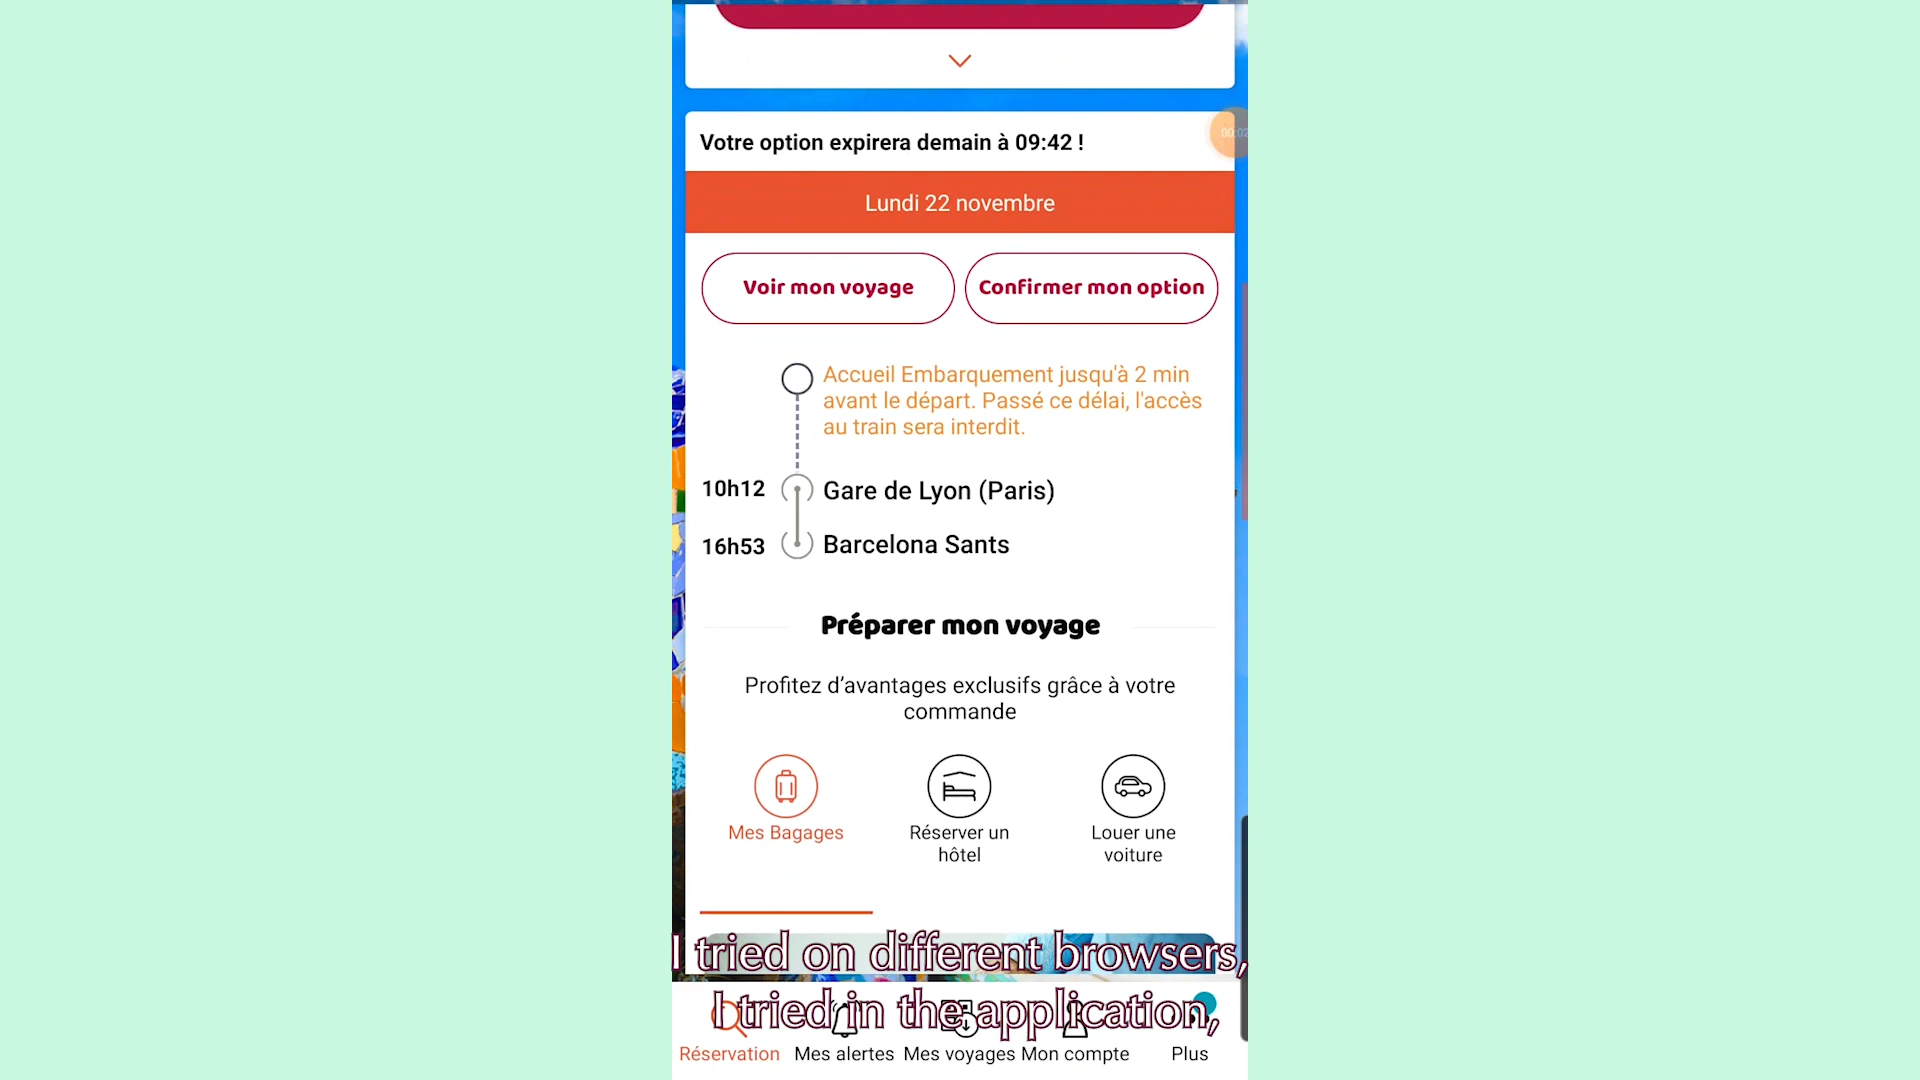 Votre option expirera demain à 09:42 !
00:02
Lundi 22 novembre
Voir mon voyage
Confirmer mon option
Accueil Embarquement jusqu'à 2 min
avant le départ. Passé ce délai, l'accès
au train sera interdit.
10h12 Gare de Lyon (Paris)
16h53 Barcelona Sants
Préparer mon voyage
Profitez d’avantages exclusifs grâce à votre
commande
Mes Bagages
Réserver un
hôtel
Louer une
voiture
I tried on different browsers,
I tried in the application,
Réservation
Mes alertes
Mes voyages
Mon compte
Plus